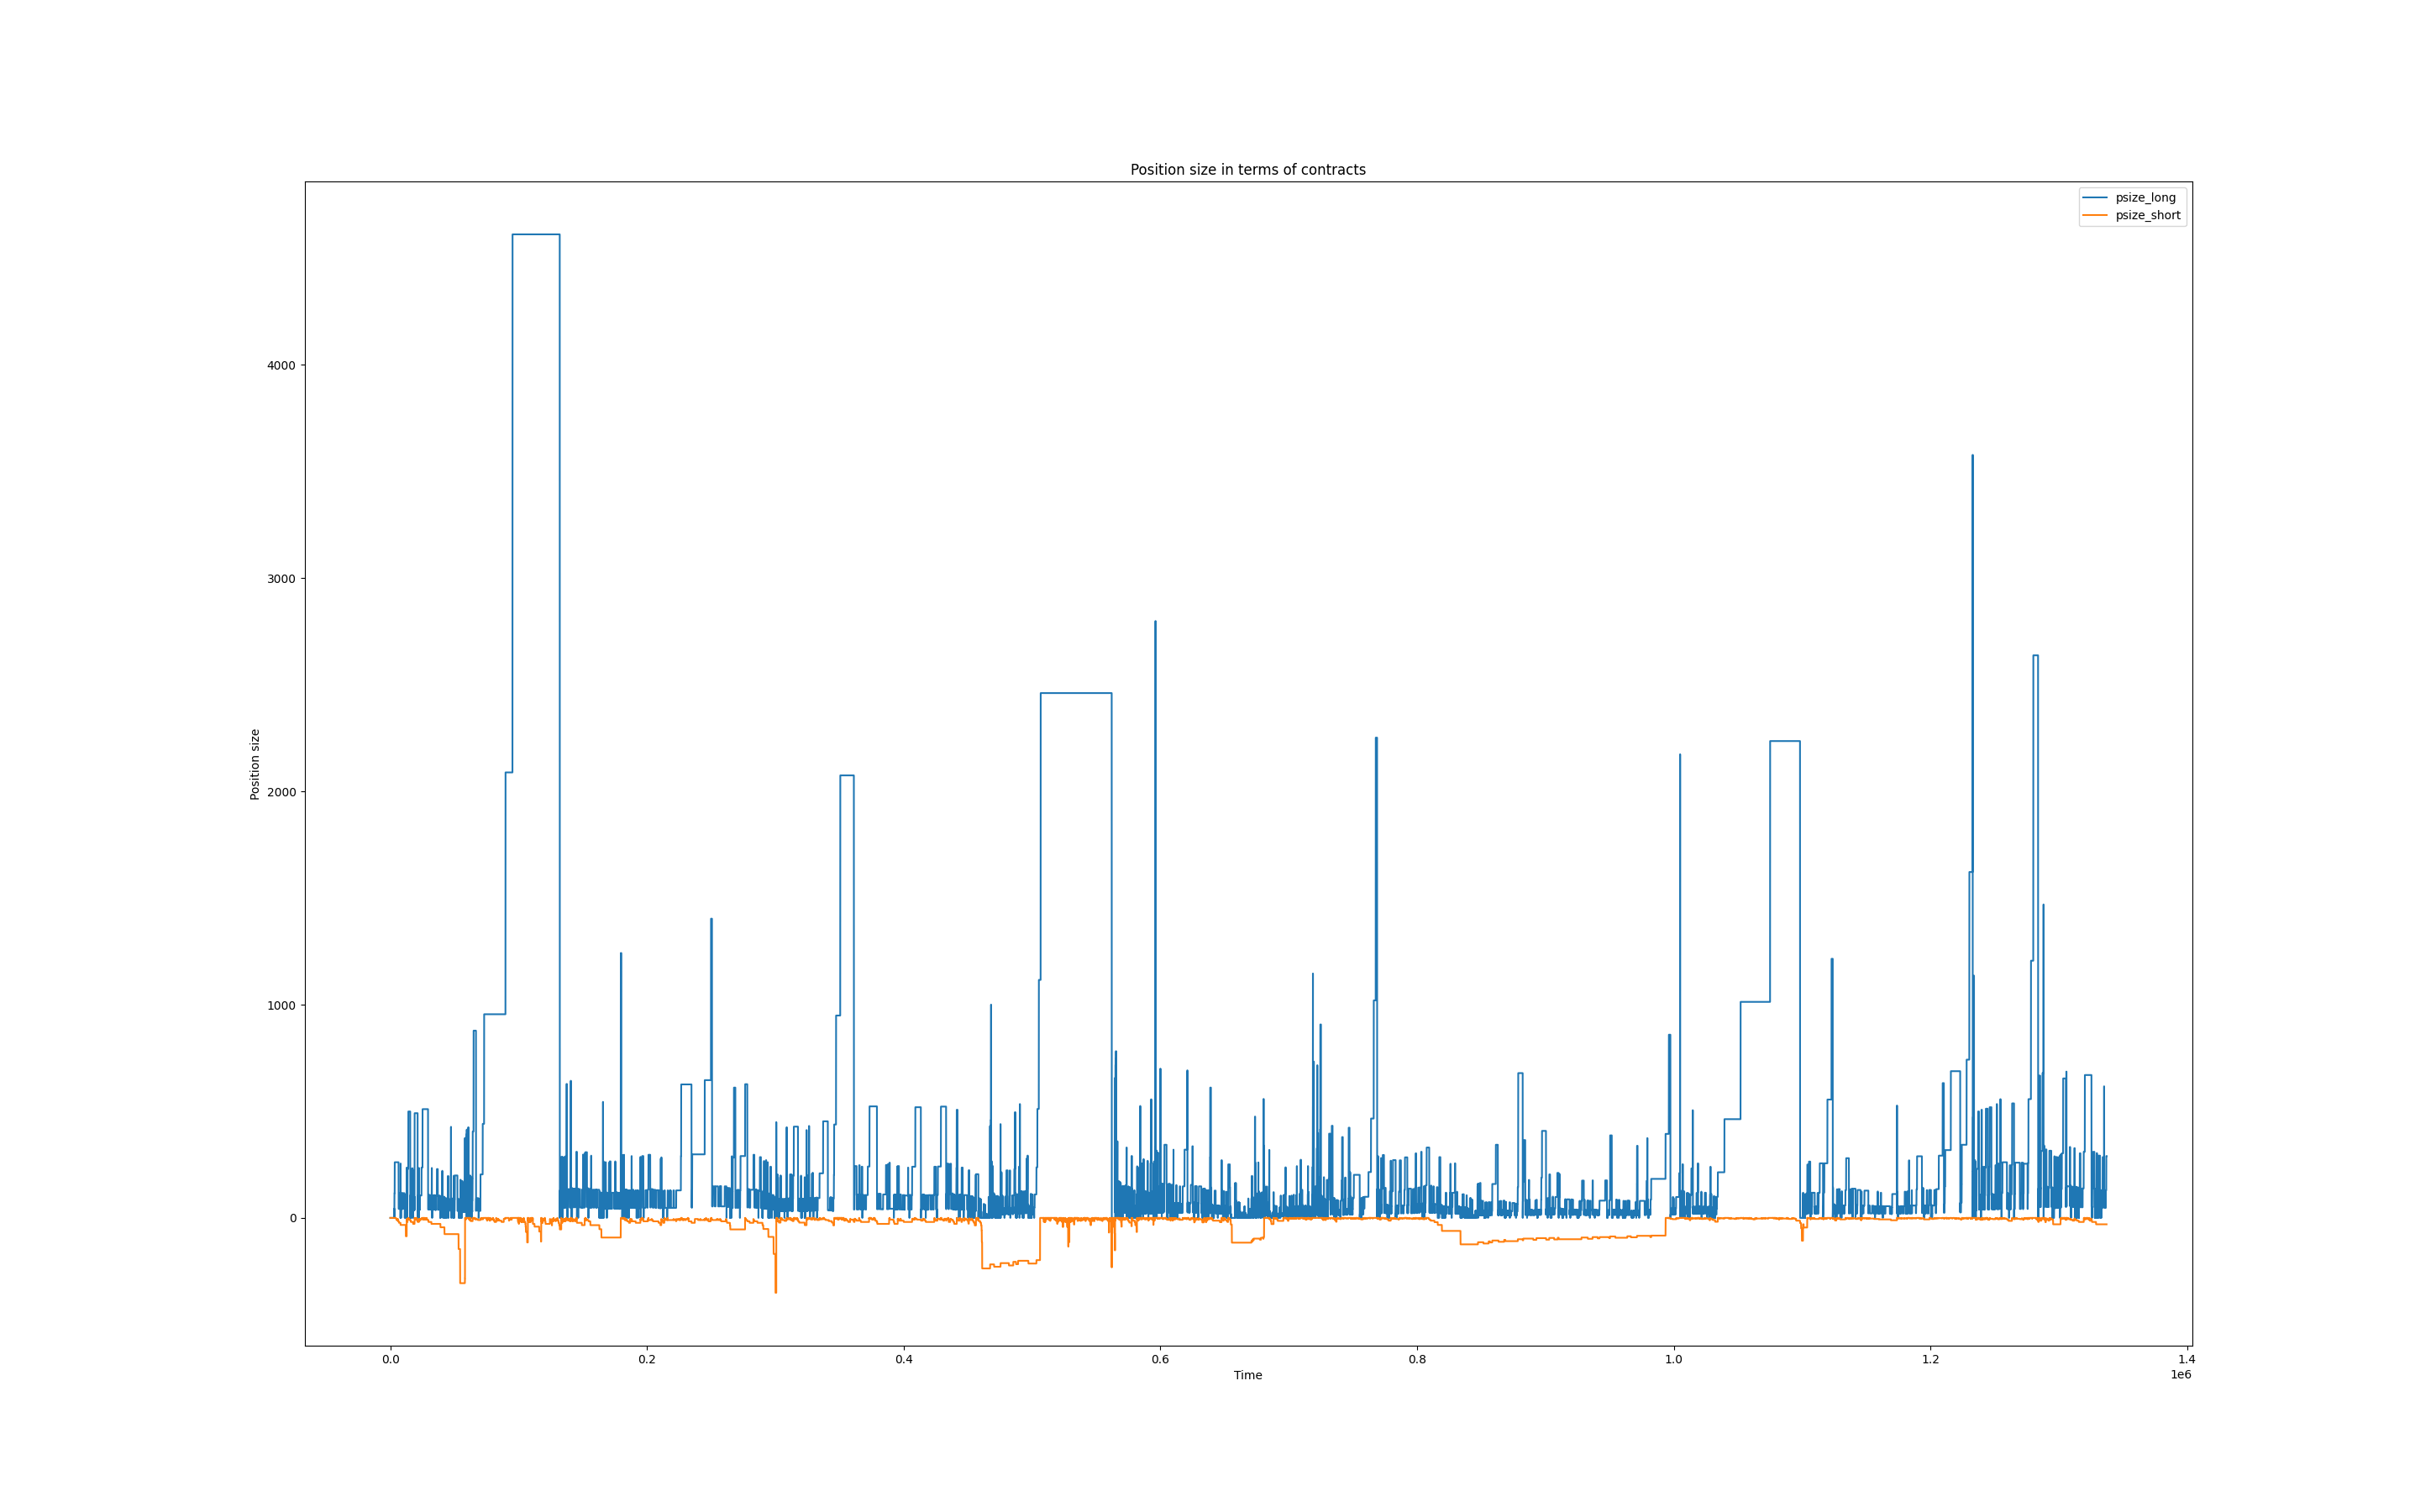 Position size in terms of contracts
psize_long
psize_short
Position size
4000
3000
2000
1000
0
0.0 0.2 0.4 0.6 0.8 1.0 1.2 1.4
Time
1e6